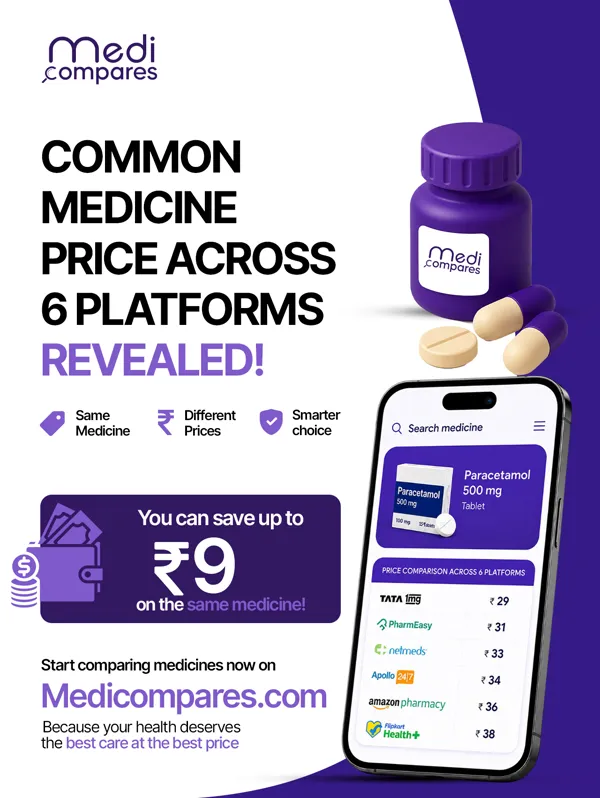 medi
compares
COMMON
MEDICINE
PRICE ACROSS
6 PLATFORMS
REVEALED!
Same
Medicine
₹
Different
Prices
Smarter
choice
You can save up to
₹9
on the same medicine!
$
Start comparing medicines now on
Medicompares.com
Because your health deserves
the best care at the best price
medi
compares
Search medicine
Paracetamol
500 mg
Tablet
Paracetamol
500 mg
PRICE COMPARISON ACROSS 6 PLATFORMS
TATA 1mg ₹ 29
PharmEasy ₹ 31
netmeds ₹ 33
Apollo 24|7 ₹ 34
amazon pharmacy ₹ 36
Flipkart
Health+ ₹ 38